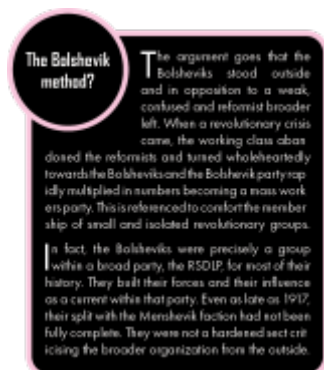 The Bolshevik
method?
The argument goes that the
Bolsheviks stood outside
and in opposition to a weak,
confused and reformist broader
left. When a revolutionary crisis
came, the working class aban
doned the reformists and turned wholeheartedly
towards the Bolsheviks and the Bolshevik party rap
idly multiplied in numbers becoming a mass work
ers party. This is referenced to comfort the member
ship of small and isolated revolutionary groups.
In fact, the Bolsheviks were precisely a group
within a broad party, the RSDLP, for most of their
history. They built their forces and their influence
as a current within that party. Even as late as 1917,
their split with the Menshevik faction had not been
fully complete. They were not a hardened sect crit
icising the broader organization from the outside.